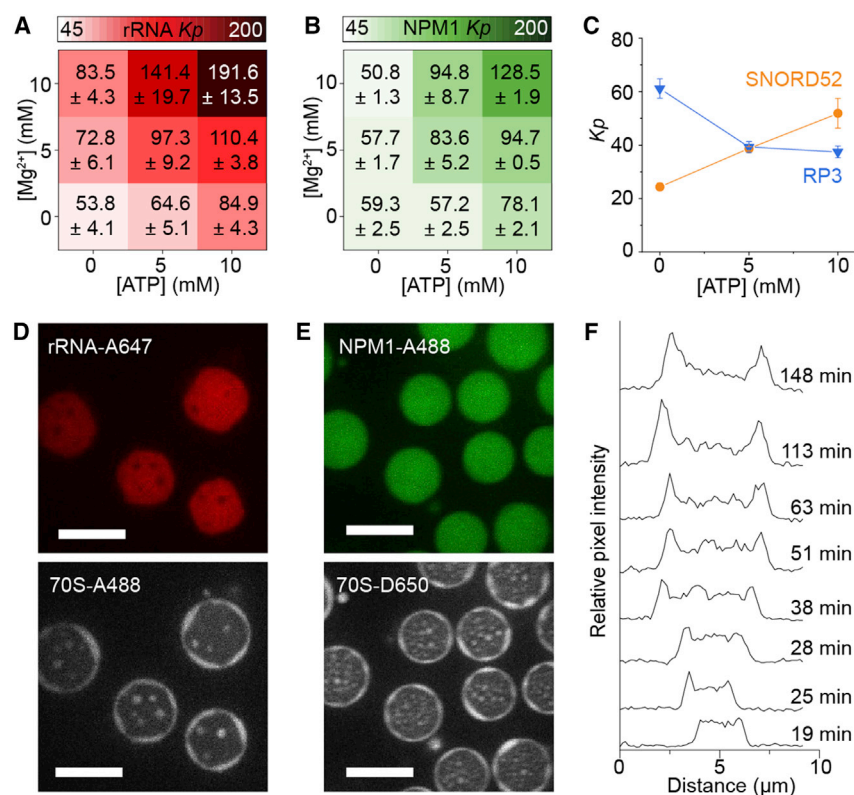 A
45 rRNA Kp 200
[Mg²⁺] (mM)
10
83.5 ± 4.3 141.4 ± 19.7 191.6 ± 13.5
5
72.8 ± 6.1 97.3 ± 9.2 110.4 ± 3.8
0
53.8 ± 4.1 64.6 ± 5.1 84.9 ± 4.3
0 5 10
[ATP] (mM)
B
45 NPM1 Kp 200
[Mg²⁺] (mM)
10
50.8 ± 1.3 94.8 ± 8.7 128.5 ± 1.9
5
57.7 ± 1.7 83.6 ± 5.2 94.7 ± 0.5
0
59.3 ± 2.5 57.2 ± 2.5 78.1 ± 2.1
0 5 10
[ATP] (mM)
C
Kp
80
60
40
20
0
SNORD52
RP3
0 5 10
[ATP] (mM)
D
rRNA-A647
70S-A488
E
NPM1-A488
70S-D650
F
Relative pixel intensity
148 min
113 min
63 min
51 min
38 min
28 min
25 min
19 min
0 5 10
Distance (µm)